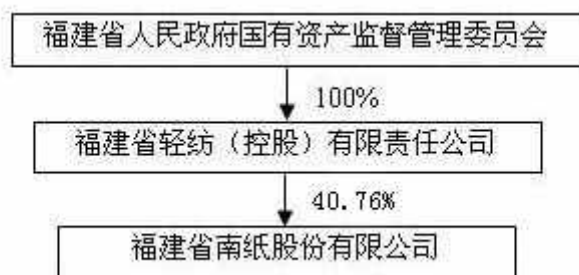 福建省人民政府国有资产监督管理委员会
100%
福建省轻纺（控股）有限责任公司
40.76%
福建省南纸股份有限公司